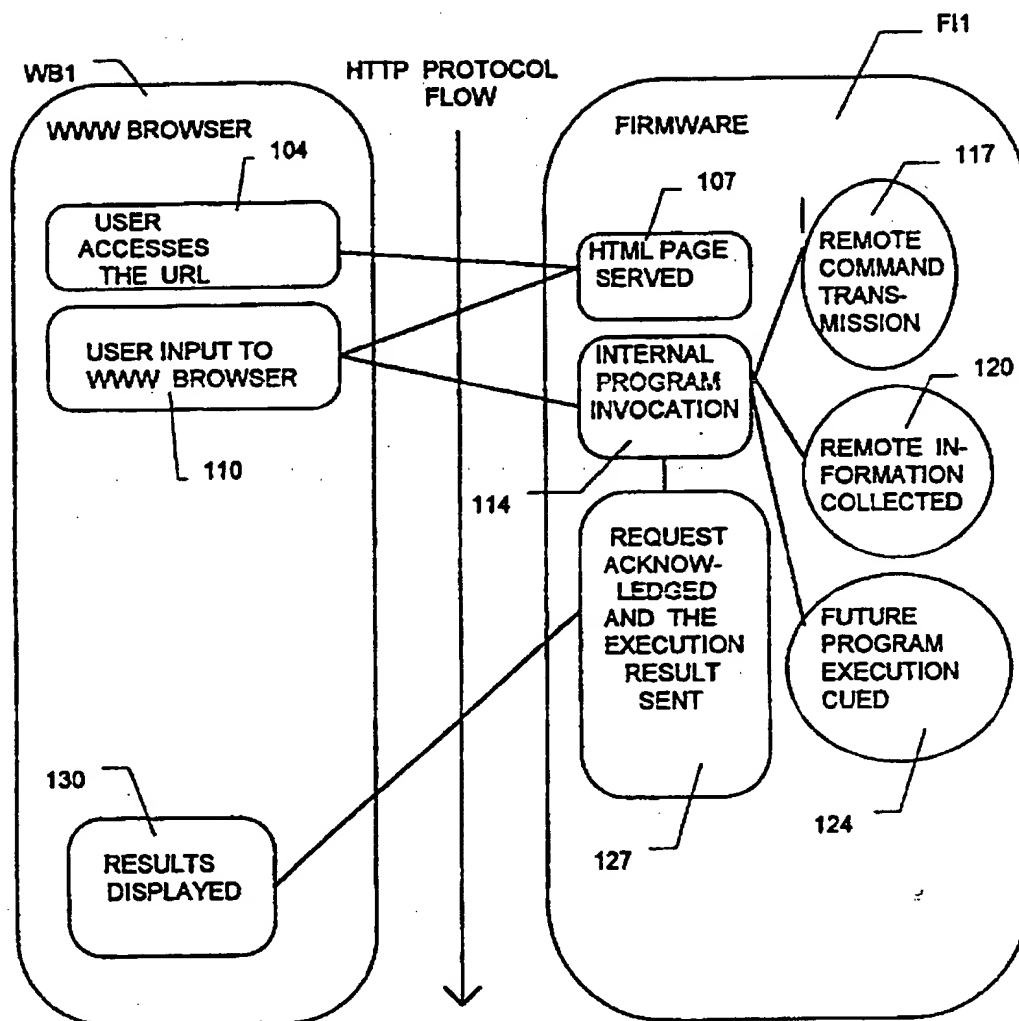 FI1
WB1
HTTP PROTOCOL
FLOW
WWW BROWSER
FIRMWARE
104
107
117
USER
ACCESSES
THE URL
HTML PAGE
SERVED
REMOTE
COMMAND
TRANS-
MISSION
USER INPUT TO
WWW BROWSER
INTERNAL
PROGRAM
INVOCATION
120
110
114
REMOTE IN-
FORMATION
COLLECTED
REQUEST
ACKNOW-
LEDGED
AND THE
EXECUTION
RESULT
SENT
FUTURE
PROGRAM
EXECUTION
CUED
130
127
124
RESULTS
DISPLAYED